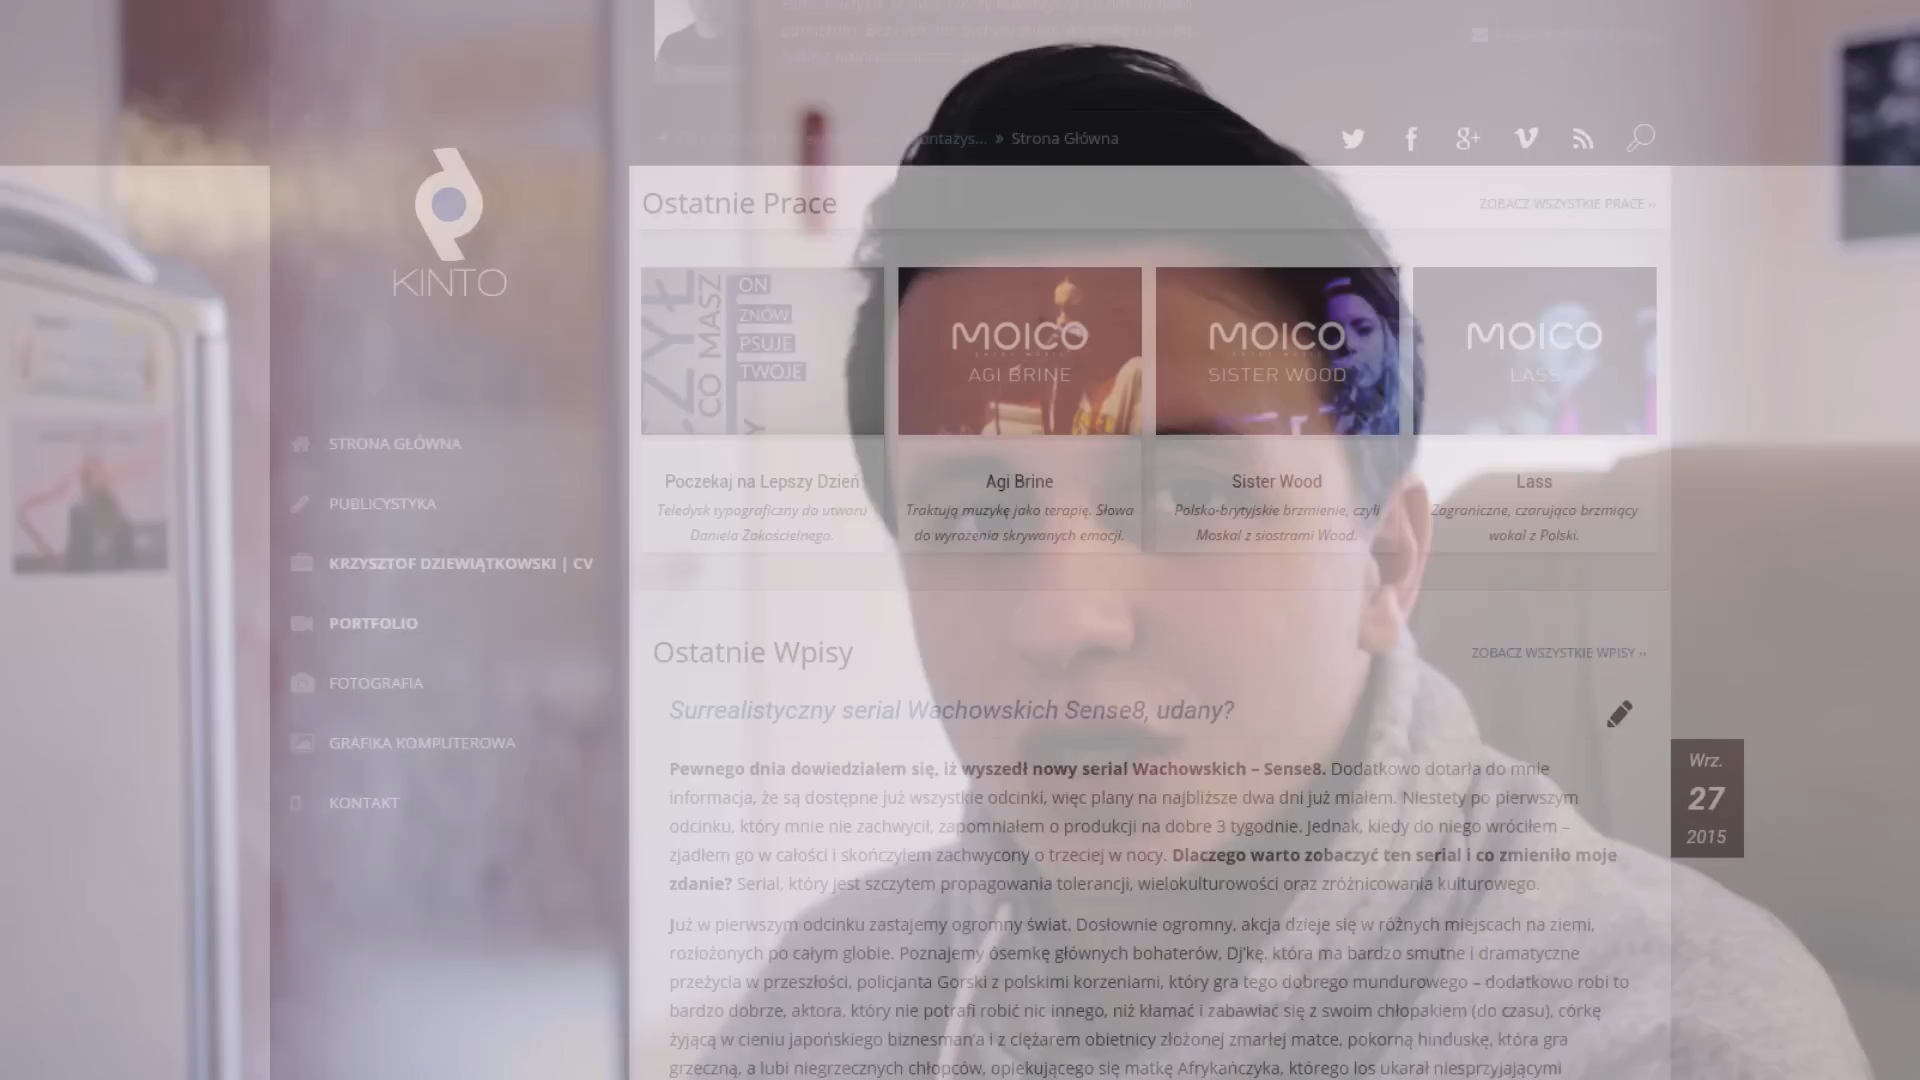 ontażys... » Strona Główna
KINTO
STRONA GŁÓWNA
PUBLICYSTYKA
KRZYSZTOF DZIEWIĄTKOWSKI | CV
PORTFOLIO
FOTOGRAFIA
GRAFIKA KOMPUTEROWA
KONTAKT
Ostatnie Prace
ZOBACZ WSZYSTKIE PRACE ››
CO MASZ
ON
ZNÓW
PSUJE
TWOJE
MOICO
AGI BRINE
MOICO
SISTER WOOD
MOICO
LASS
Poczekaj na Lepszy Dzień
Teledysk typograficzny do utworu
Daniela Zakościelnego.
Agi Brine
Traktują muzykę jako terapię. Słowa
do wyrażenia skrywanych emocji.
Sister Wood
Polsko-brytyjskie brzmienie, czyli
Moskal z siostrami Wood.
Lass
Zagraniczne, czarująco brzmiący
wokal z Polski.
Ostatnie Wpisy
ZOBACZ WSZYSTKIE WPISY ››
Surrealistyczny serial Wachowskich Sense8, udany?
Wrz.
27
2015
Pewnego dnia dowiedziałem się, iż wyszedł nowy serial Wachowskich – Sense8. Dodatkowo dotarła do mnie
informacja, że są dostępne już wszystkie odcinki, więc plany na najbliższe dwa dni już miałem. Niestety po pierwszym
odcinku, który mnie nie zachwycił, zapomniałem o produkcji na dobre 3 tygodnie. Jednak, kiedy do niego wróciłem –
zjadłem go w całości i skończyłem zachwycony o trzeciej w nocy. Dlaczego warto zobaczyć ten serial i co zmieniło moje
zdanie? Serial, który jest szczytem propagowania tolerancji, wielokulturowości oraz zróżnicowania kulturowego.
Już w pierwszym odcinku zastajemy ogromny świat. Dosłownie ogromny, akcja dzieje się w różnych miejscach na ziemi,
rozłożonych po całym globie. Poznajemy ósemkę głównych bohaterów, Dj'kę, która ma bardzo smutne i dramatyczne
przeżycia w przeszłości, policjanta Gorski z polskimi korzeniami, który gra tego dobrego mundurowego – dodatkowo robi to
bardzo dobrze, aktora, który nie potrafi robić nic innego, niż kłamać i zabawiać się z swoim chłopakiem (do czasu), córkę
żyjącą w cieniu japońskiego biznesman'a i z ciężarem obietnicy złożonej zmarłej matce, pokorną hinduskę, która gra
grzeczną, a lubi niegrzecznych chłopców, opiekującego się matkę Afrykańczyka, którego los ukarał niesprzyjającymi